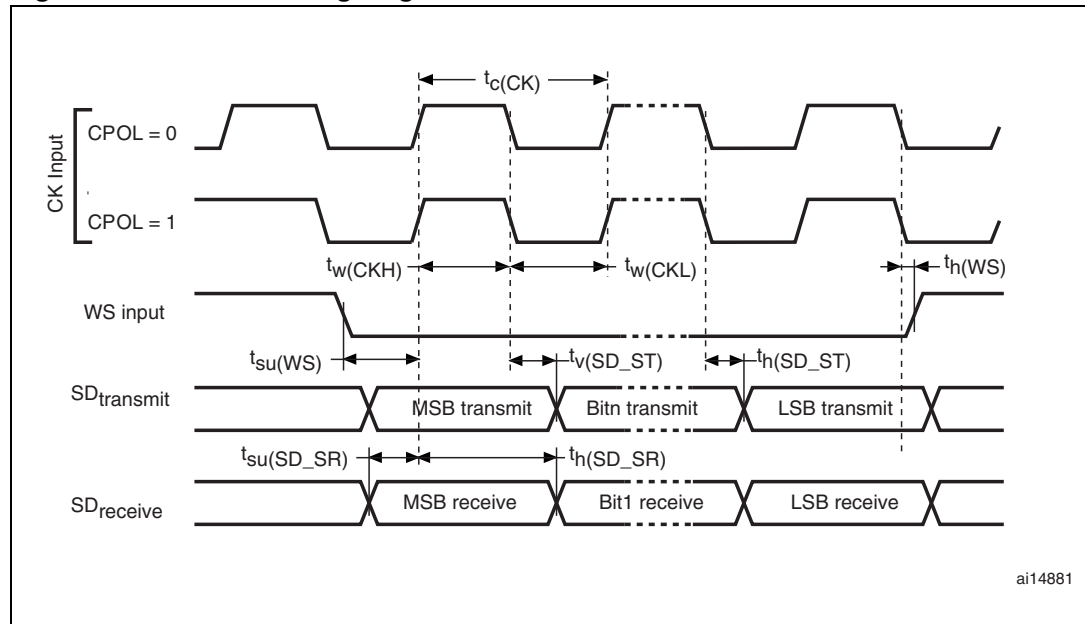 tc(CK)
CK Input
CPOL = 0
CPOL = 1
tw(CKH)
tw(CKL)
th(WS)
WS input
tsu(WS)
tv(SD_ST)
th(SD_ST)
SDtransmit
MSB transmit
Bitn transmit
LSB transmit
tsu(SD_SR)
th(SD_SR)
SDreceive
MSB receive
Bit1 receive
LSB receive
ai14881